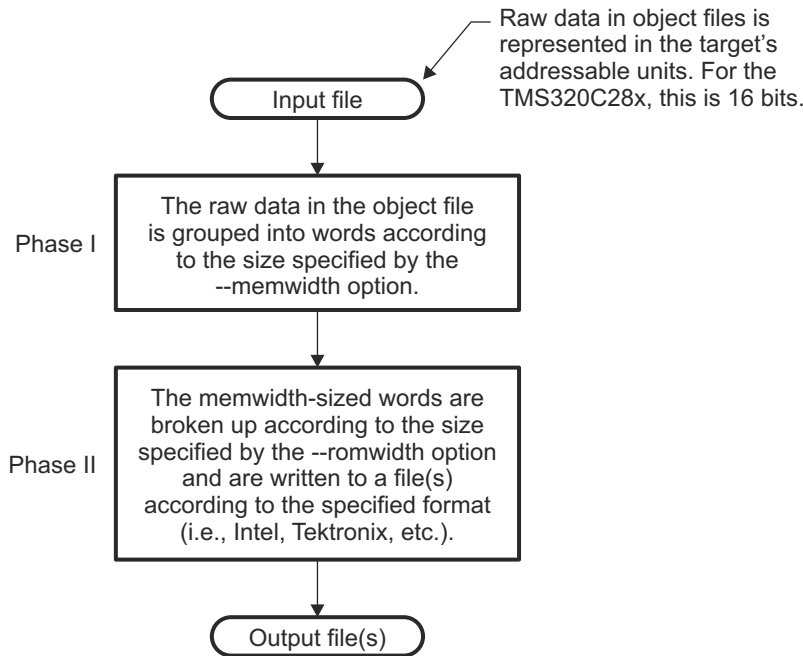 Raw data in object files is
represented in the target's
addressable units. For the
TMS320C28x, this is 16 bits.
Input file
Phase I
The raw data in the object file
is grouped into words according
to the size specified by the
--memwidth option.
Phase II
The memwidth-sized words are
broken up according to the size
specified by the --romwidth option
and are written to a file(s)
according to the specified format
(i.e., Intel, Tektronix, etc.).
Output file(s)